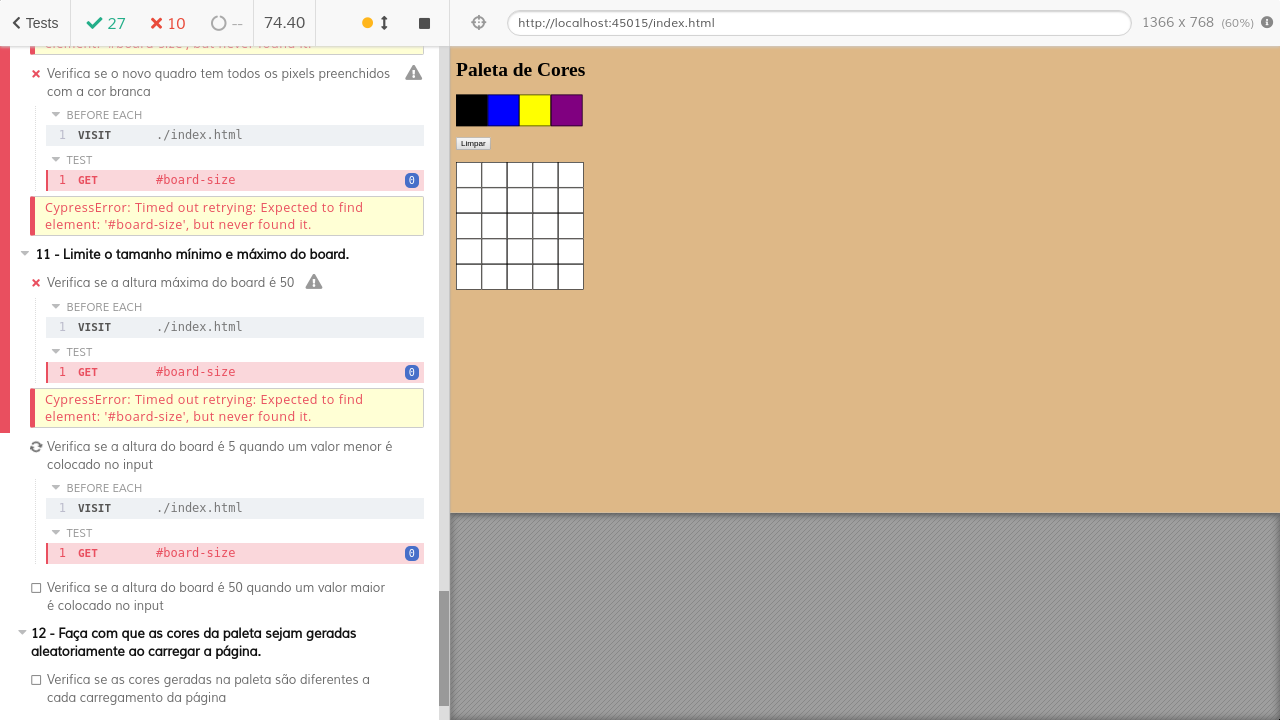 Tests
27
10
--
74.40
http://localhost:45015/index.html
1366 x 768 (60%)
element: '#board-size', but never found it.
Verifica se o novo quadro tem todos os pixels preenchidos
com a cor branca
BEFORE EACH
1 VISIT ./index.html
TEST
1 GET #board-size 0
CypressError: Timed out retrying: Expected to find
element: '#board-size', but never found it.
11 - Limite o tamanho mínimo e máximo do board.
Verifica se a altura máxima do board é 50
BEFORE EACH
1 VISIT ./index.html
TEST
1 GET #board-size 0
CypressError: Timed out retrying: Expected to find
element: '#board-size', but never found it.
Verifica se a altura do board é 5 quando um valor menor é
colocado no input
BEFORE EACH
1 VISIT ./index.html
TEST
1 GET #board-size 0
Verifica se a altura do board é 50 quando um valor maior
é colocado no input
12 - Faça com que as cores da paleta sejam geradas
aleatoriamente ao carregar a página.
Verifica se as cores geradas na paleta são diferentes a
cada carregamento da página
Paleta de Cores
Limpar